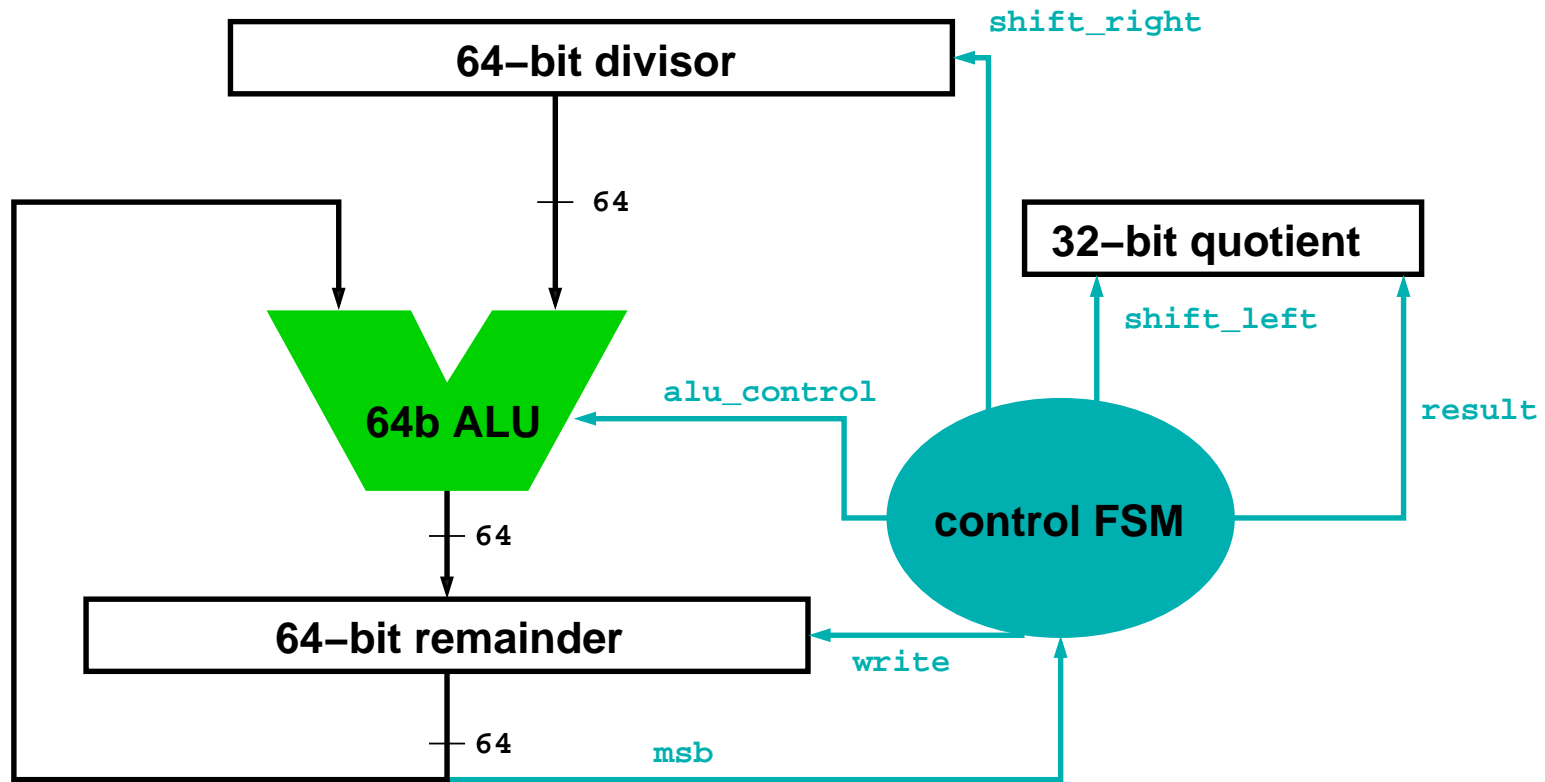 shift_right
64−bit divisor
64
32−bit quotient
shift_left
alu_control
result
64b ALU
control FSM
64
64−bit remainder
write
64
msb